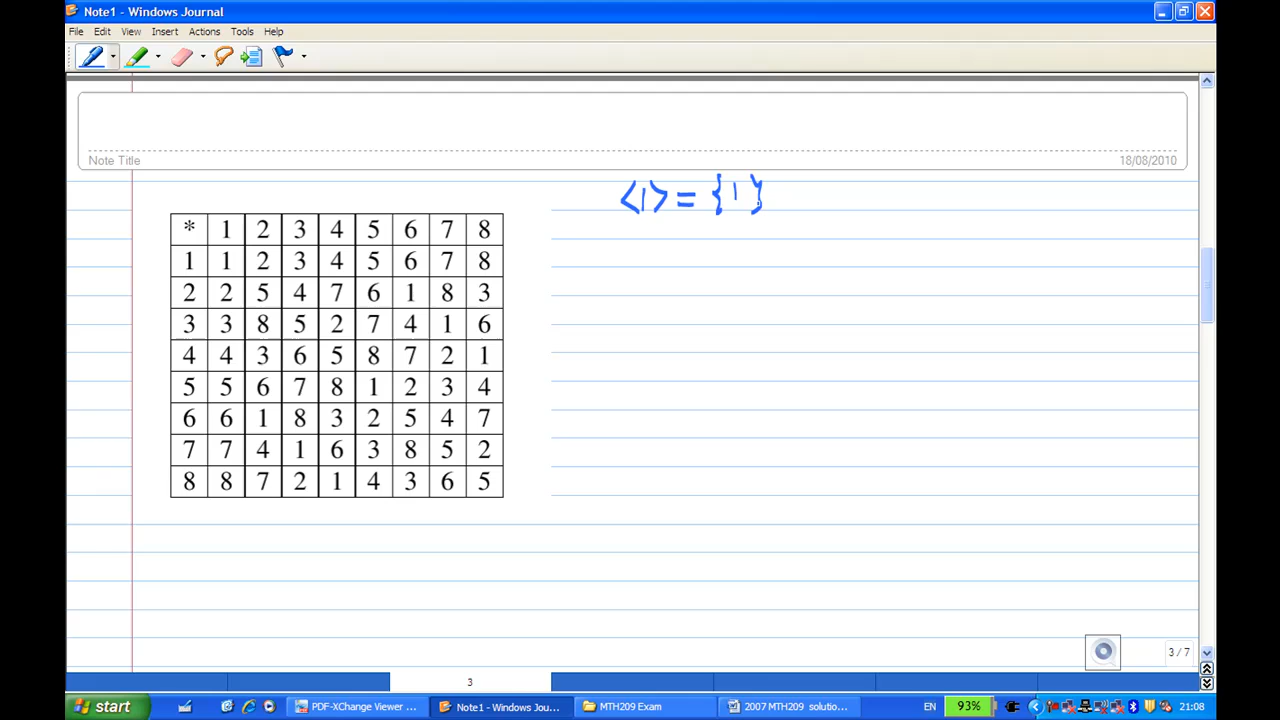 Note1 - Windows Journal
File Edit View Insert Actions Tools Help
Note Title 18/08/2010
<1> = {1}
* 1 2 3 4 5 6 7 8
1 1 2 3 4 5 6 7 8
2 2 5 4 7 6 1 8 3
3 3 8 5 2 7 4 1 6
4 4 3 6 5 8 7 2 1
5 5 6 7 8 1 2 3 4
6 6 1 8 3 2 5 4 7
7 7 4 1 6 3 8 5 2
8 8 7 2 1 4 3 6 5
3 / 7
3
start PDF-XChange Viewer ... Note1 - Windows Jou... MTH209 Exam 2007 MTH209 solutio... EN 93% 21:08